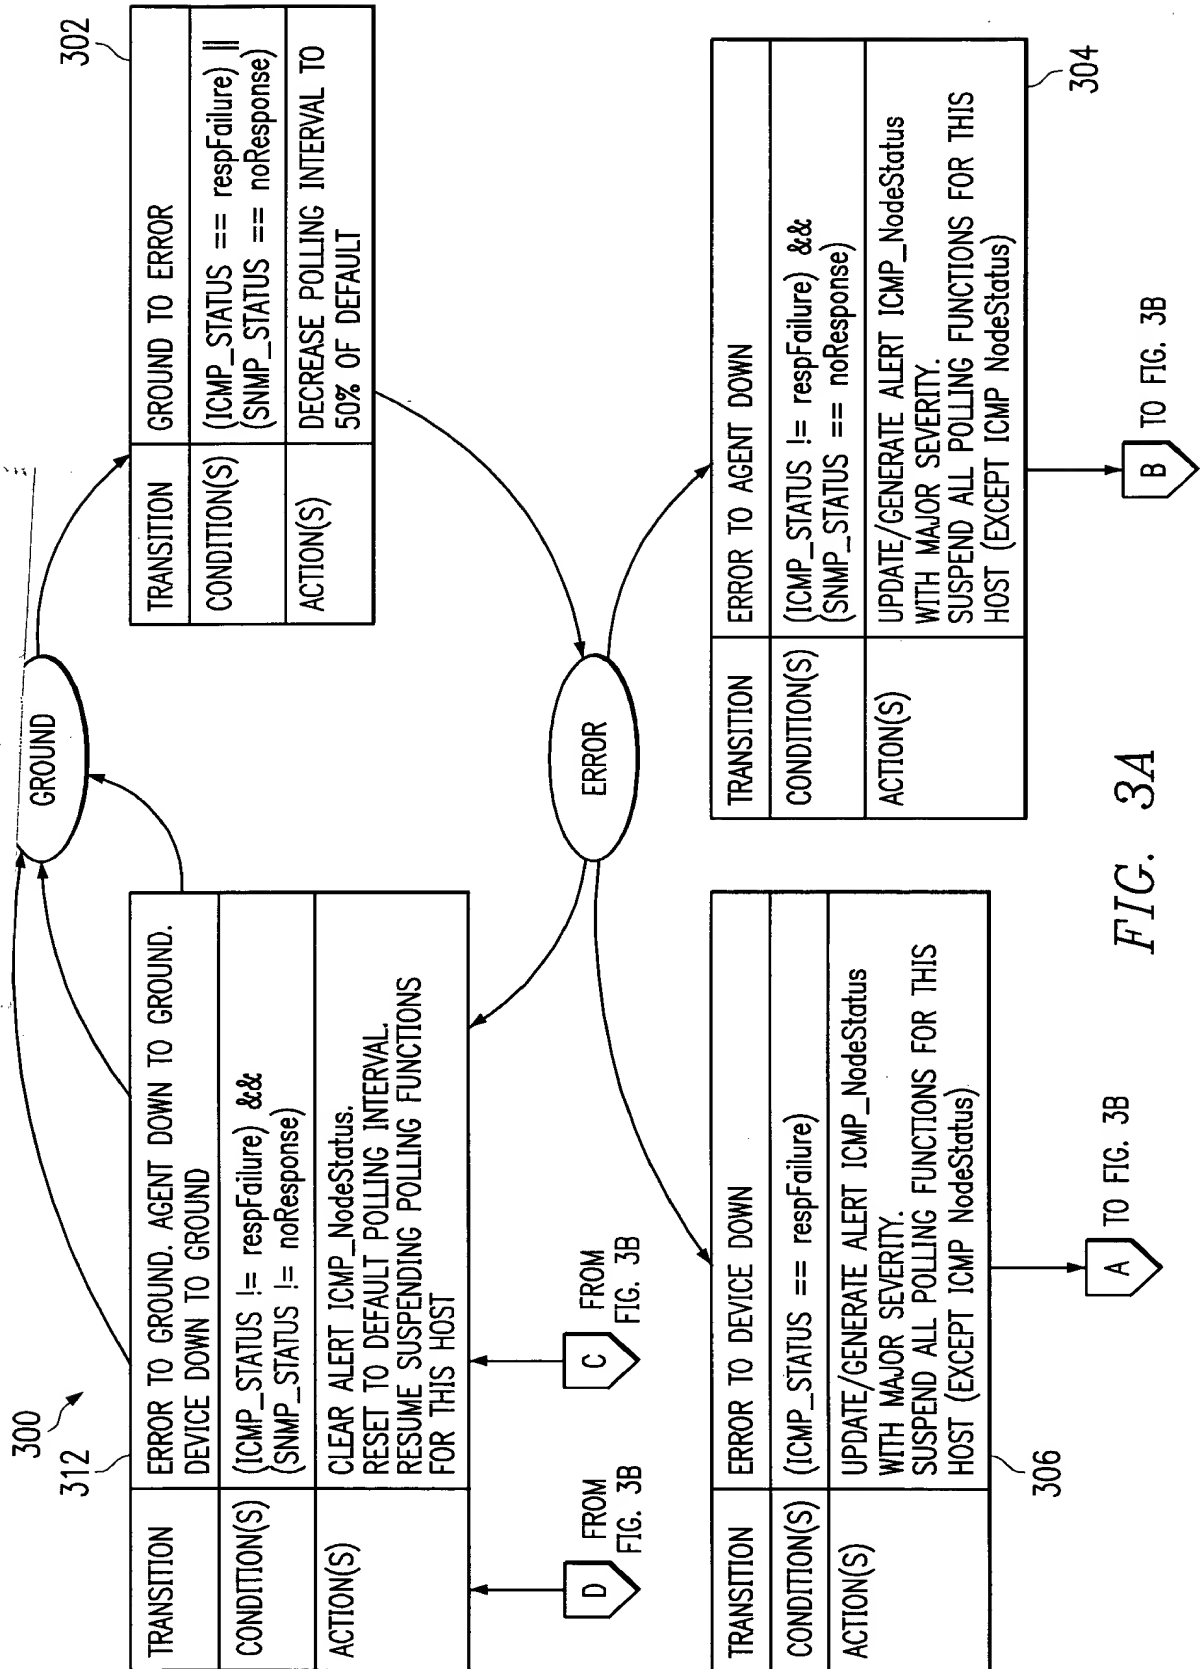 300
312
TRANSITION
ERROR TO GROUND. AGENT DOWN TO GROUND.
DEVICE DOWN TO GROUND
CONDITION(S)
(ICMP_STATUS != respFailure) &&
(SNMP_STATUS != noResponse)
ACTION(S)
CLEAR ALERT ICMP_NodeStatus.
RESET TO DEFAULT POLLING INTERVAL.
RESUME SUSPENDING POLLING FUNCTIONS
FOR THIS HOST
GROUND
302
TRANSITION
GROUND TO ERROR
CONDITION(S)
(ICMP_STATUS == respFailure) ||
(SNMP_STATUS == noResponse)
ACTION(S)
DECREASE POLLING INTERVAL TO
50% OF DEFAULT
D
FROM
FIG. 3B
C
FROM
FIG. 3B
ERROR
TRANSITION
ERROR TO DEVICE DOWN
CONDITION(S)
(ICMP_STATUS == respFailure)
ACTION(S)
UPDATE/GENERATE ALERT ICMP_NodeStatus
WITH MAJOR SEVERITY.
SUSPEND ALL POLLING FUNCTIONS FOR THIS
HOST (EXCEPT ICMP NodeStatus)
306
A
TO FIG. 3B
TRANSITION
ERROR TO AGENT DOWN
CONDITION(S)
(ICMP_STATUS != respFailure) &&
(SNMP_STATUS == noResponse)
ACTION(S)
UPDATE/GENERATE ALERT ICMP_NodeStatus
WITH MAJOR SEVERITY.
SUSPEND ALL POLLING FUNCTIONS FOR THIS
HOST (EXCEPT ICMP NodeStatus)
304
B
TO FIG. 3B
FIG. 3A